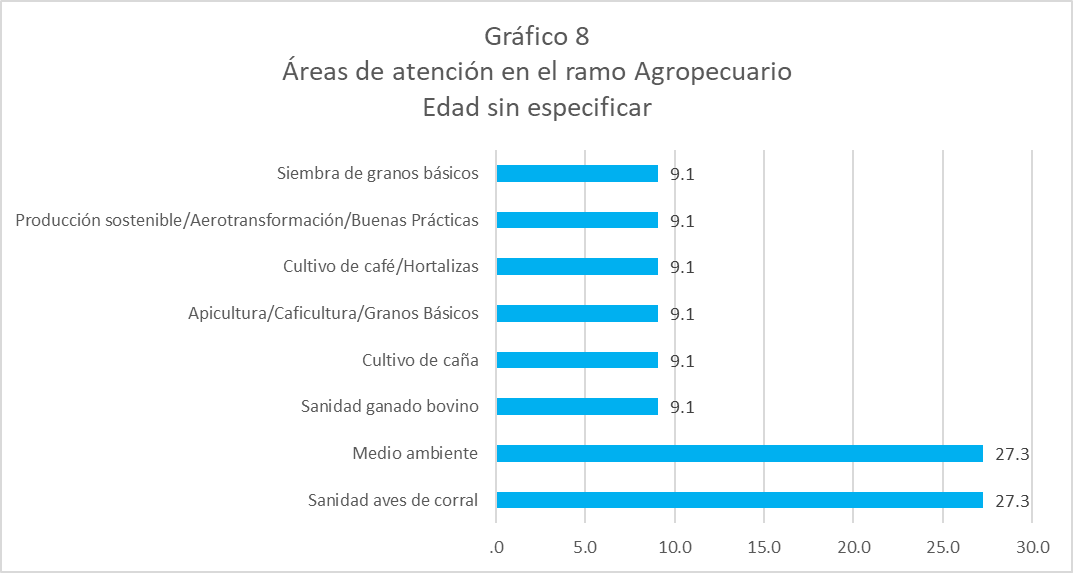 Gráfico 8
Áreas de atención en el ramo Agropecuario
Edad sin especificar
Siembra de granos básicos
9.1
Producción sostenible/Aerotransformación/Buenas Prácticas
9.1
Cultivo de café/Hortalizas
9.1
Apicultura/Caficultura/Granos Básicos
9.1
Cultivo de caña
9.1
Sanidad ganado bovino
9.1
Medio ambiente
27.3
Sanidad aves de corral
27.3
.0 5.0 10.0 15.0 20.0 25.0 30.0